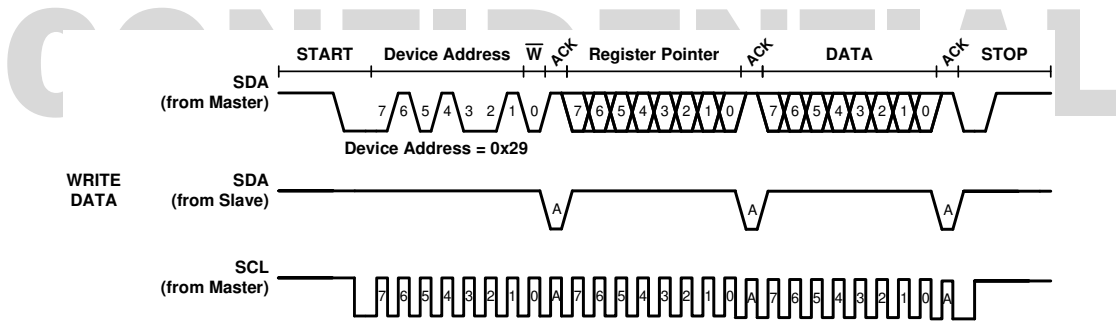 CONFIDENTIAL
START Device Address W ACK Register Pointer ACK DATA ACK STOP
SDA
(from Master)
7 6 5 4 3 2 1 0 7 6 5 4 3 2 1 0 7 6 5 4 3 2 1 0
Device Address = 0x29
WRITE
DATA
SDA
(from Slave)
A A A
SCL
(from Master)
7 6 5 4 3 2 1 0 A 7 6 5 4 3 2 1 0 A 7 6 5 4 3 2 1 0 A